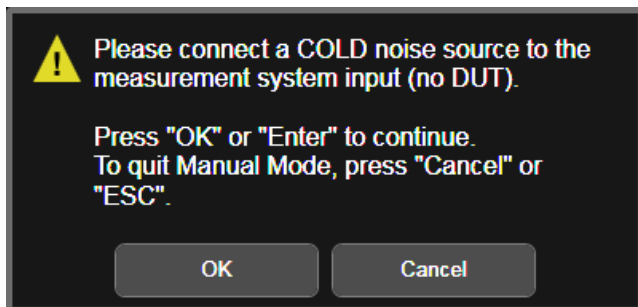 Please connect a COLD noise source to the
measurement system input (no DUT).
Press "OK" or "Enter" to continue.
To quit Manual Mode, press "Cancel" or
"ESC".
OK
Cancel